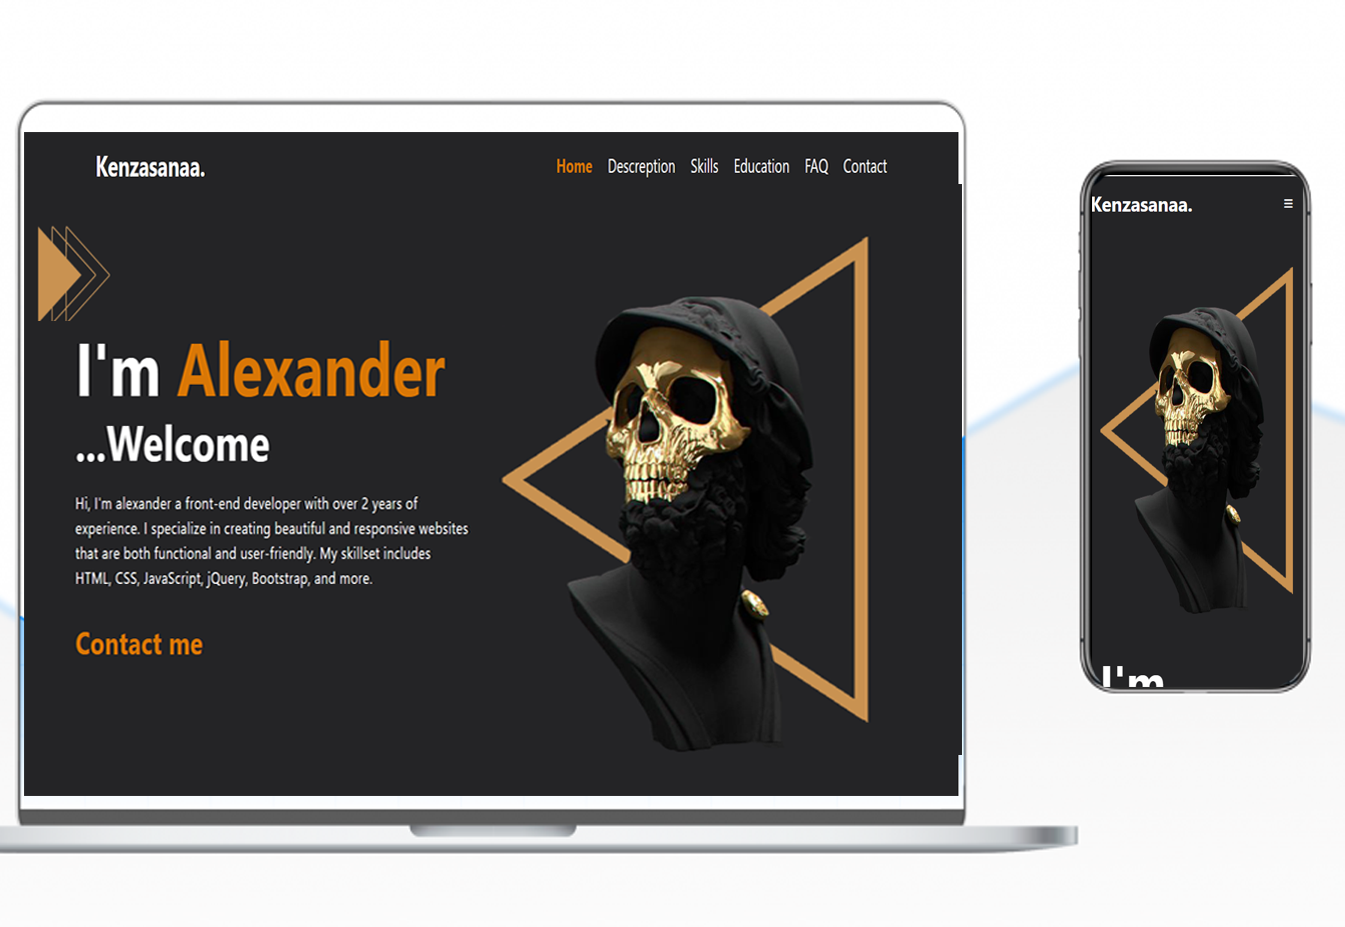 Kenzasanaa.
Home Descreption Skills Education FAQ Contact
I'm Alexander
...Welcome
Hi, I'm alexander a front-end developer with over 2 years of
experience. I specialize in creating beautiful and responsive websites
that are both functional and user-friendly. My skillset includes
HTML, CSS, JavaScript, jQuery, Bootstrap, and more.
Contact me
Kenzasanaa.
I'm